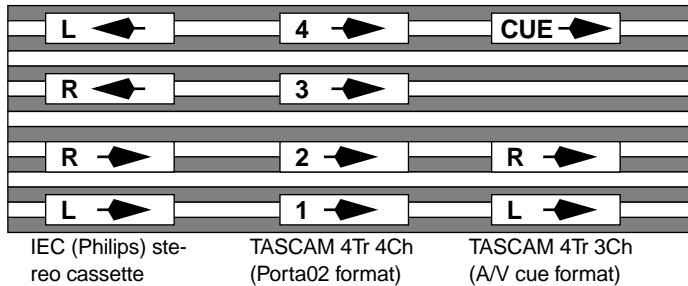 L 4 CUE
R 3
R 2 R
L 1 L
IEC (Philips) ste-
reo cassette
TASCAM 4Tr 4Ch
(Porta02 format)
TASCAM 4Tr 3Ch
(A/V cue format)